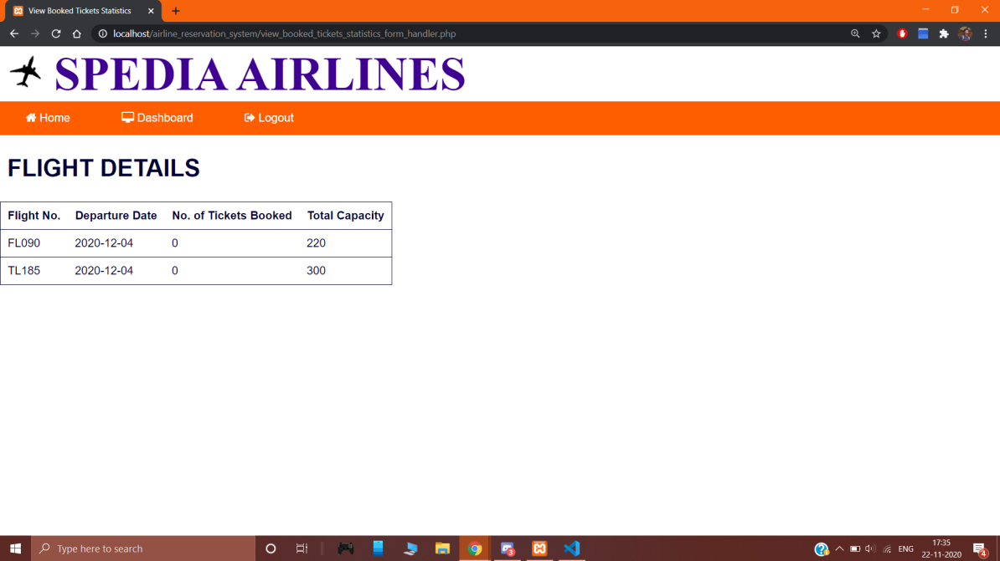 View Booked Tickets Statistics
localhost/airline_reservation_system/view_booked_tickets_statistics_form_handler.php
SPEDIA AIRLINES
Home Dashboard Logout
FLIGHT DETAILS
Flight No. Departure Date No. of Tickets Booked Total Capacity
FL090 2020-12-04 0 220
TL185 2020-12-04 0 300
Type here to search
3
ENG
17:35
22-11-2020
4